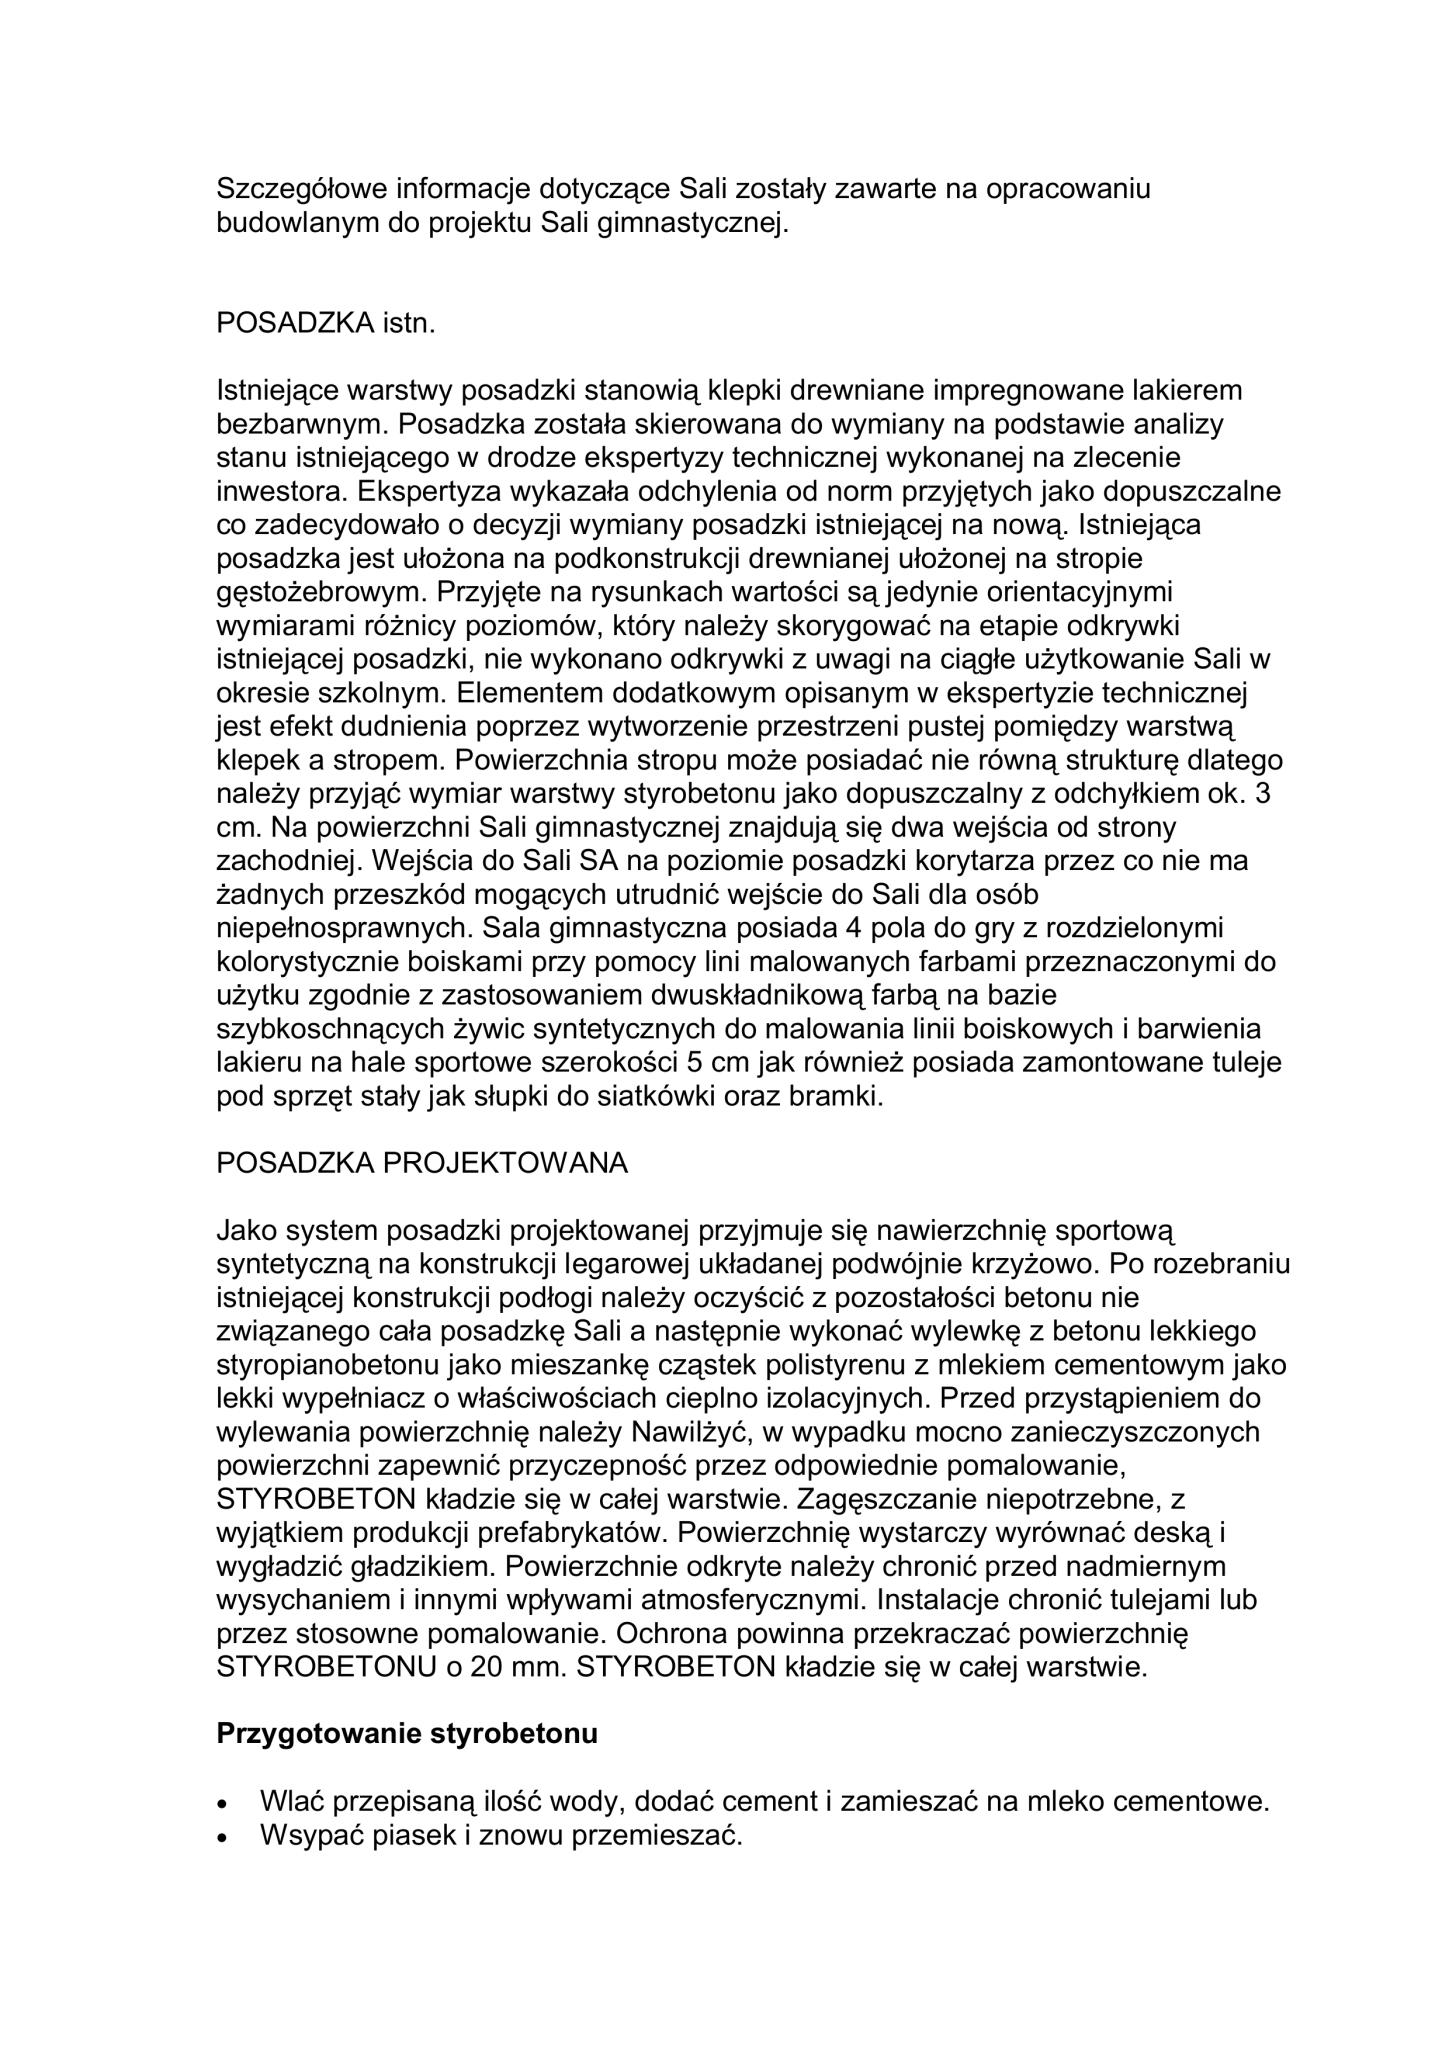 Szczegółowe informacje dotyczące Sali zostały zawarte na opracowaniu
budowlanym do projektu Sali gimnastycznej.
POSADZKA istn.
Istniejące warstwy posadzki stanowią klepki drewniane impregnowane lakierem
bezbarwnym. Posadzka została skierowana do wymiany na podstawie analizy
stanu istniejącego w drodze ekspertyzy technicznej wykonanej na zlecenie
inwestora. Ekspertyza wykazała odchylenia od norm przyjętych jako dopuszczalne
co zadecydowało o decyzji wymiany posadzki istniejącej na nową. Istniejąca
posadzka jest ułożona na podkonstrukcji drewnianej ułożonej na stropie
gęstożebrowym. Przyjęte na rysunkach wartości są jedynie orientacyjnymi
wymiarami różnicy poziomów, który należy skorygować na etapie odkrywki
istniejącej posadzki, nie wykonano odkrywki z uwagi na ciągłe użytkowanie Sali w
okresie szkolnym. Elementem dodatkowym opisanym w ekspertyzie technicznej
jest efekt dudnienia poprzez wytworzenie przestrzeni pustej pomiędzy warstwą
klepek a stropem. Powierzchnia stropu może posiadać nie równą strukturę dlatego
należy przyjąć wymiar warstwy styrobetonu jako dopuszczalny z odchyłkiem ok. 3
cm. Na powierzchni Sali gimnastycznej znajdują się dwa wejścia od strony
zachodniej. Wejścia do Sali SA na poziomie posadzki korytarza przez co nie ma
żadnych przeszkód mogących utrudnić wejście do Sali dla osób
niepełnosprawnych. Sala gimnastyczna posiada 4 pola do gry z rozdzielonymi
kolorystycznie boiskami przy pomocy lini malowanych farbami przeznaczonymi do
użytku zgodnie z zastosowaniem dwuskładnikową farbą na bazie
szybkoschnących żywic syntetycznych do malowania linii boiskowych i barwienia
lakieru na hale sportowe szerokości 5 cm jak również posiada zamontowane tuleje
pod sprzęt stały jak słupki do siatkówki oraz bramki.
POSADZKA PROJEKTOWANA
Jako system posadzki projektowanej przyjmuje się nawierzchnię sportową
syntetyczną na konstrukcji legarowej układanej podwójnie krzyżowo. Po rozebraniu
istniejącej konstrukcji podłogi należy oczyścić z pozostałości betonu nie
związanego cała posadzkę Sali a następnie wykonać wylewkę z betonu lekkiego
styropianobetonu jako mieszankę cząstek polistyrenu z mlekiem cementowym jako
lekki wypełniacz o właściwościach cieplno izolacyjnych. Przed przystąpieniem do
wylewania powierzchnię należy Nawilżyć, w wypadku mocno zanieczyszczonych
powierzchni zapewnić przyczepność przez odpowiednie pomalowanie,
STYROBETON kładzie się w całej warstwie. Zagęszczanie niepotrzebne, z
wyjątkiem produkcji prefabrykatów. Powierzchnię wystarczy wyrównać deską i
wygładzić gładzikiem. Powierzchnie odkryte należy chronić przed nadmiernym
wysychaniem i innymi wpływami atmosferycznymi. Instalacje chronić tulejami lub
przez stosowne pomalowanie. Ochrona powinna przekraczać powierzchnię
STYROBETONU o 20 mm. STYROBETON kładzie się w całej warstwie.
Przygotowanie styrobetonu
• Wlać przepisaną ilość wody, dodać cement i zamieszać na mleko cementowe.
• Wsypać piasek i znowu przemieszać.